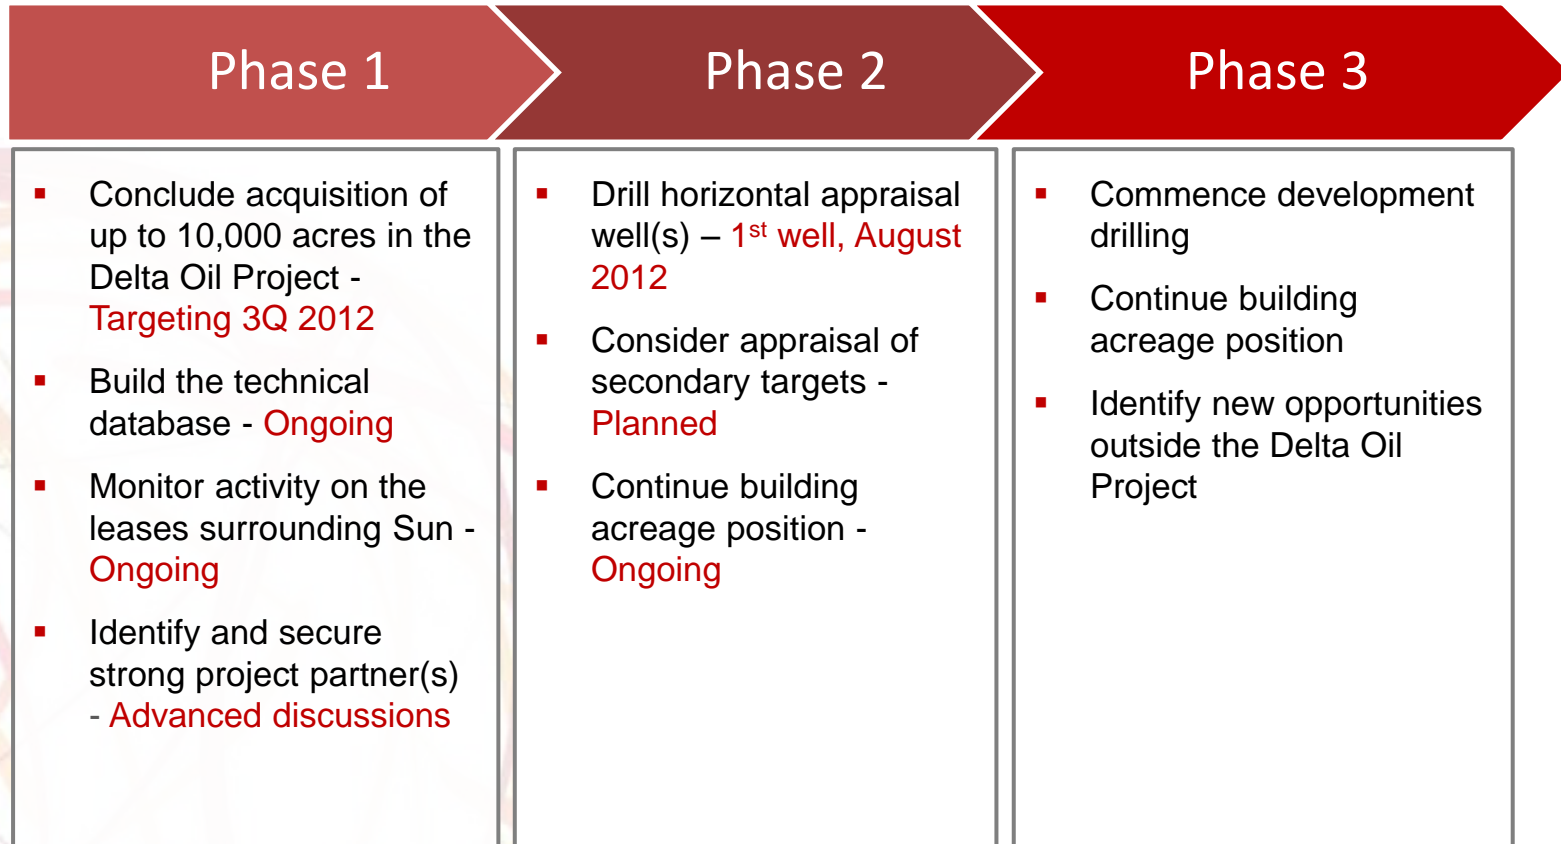 Phase 1
Phase 2
Phase 3
▪ Conclude acquisition of
up to 10,000 acres in the
Delta Oil Project -
Targeting 3Q 2012
▪ Build the technical
database - Ongoing
▪ Monitor activity on the
leases surrounding Sun -
Ongoing
▪ Identify and secure
strong project partner(s)
- Advanced discussions
▪ Drill horizontal appraisal
well(s) – 1st well, August
2012
▪ Consider appraisal of
secondary targets -
Planned
▪ Continue building
acreage position -
Ongoing
▪ Commence development
drilling
▪ Continue building
acreage position
▪ Identify new opportunities
outside the Delta Oil
Project